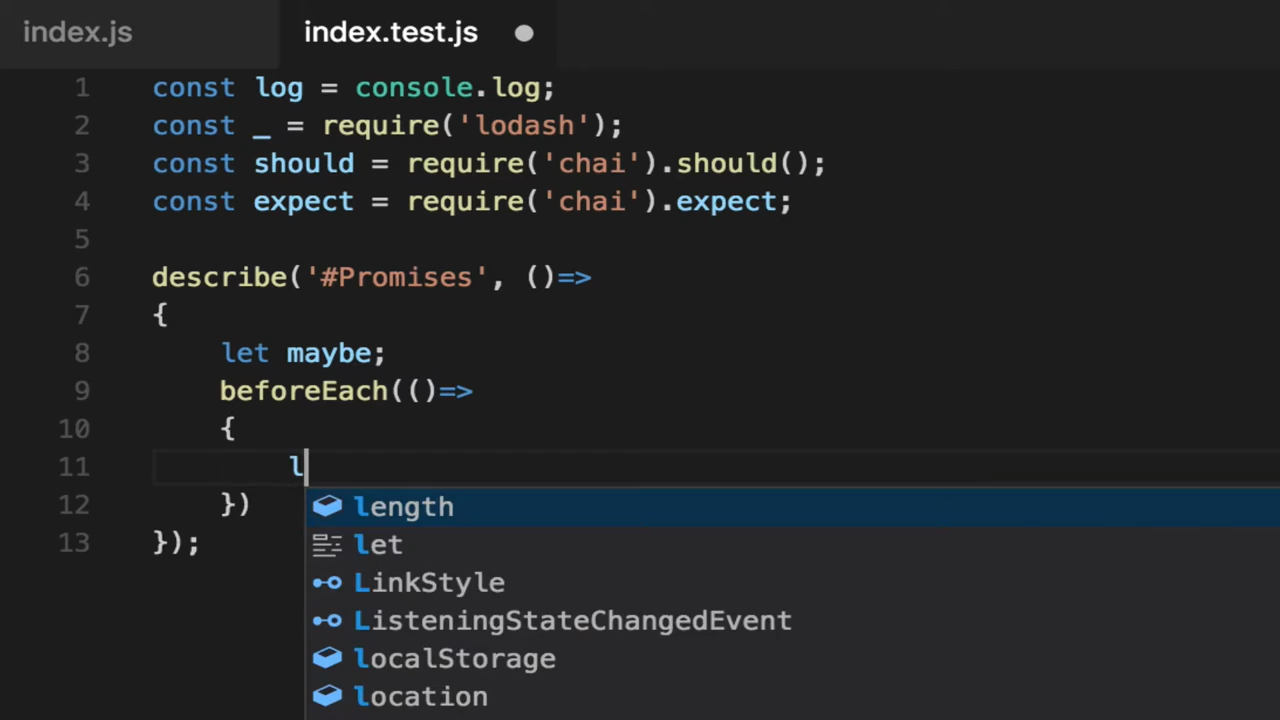 index.js index.test.js
1 const log = console.log;
2 const _ = require('lodash');
3 const should = require('chai').should();
4 const expect = require('chai').expect;
5
6 describe('#Promises', ()=>
7 {
8 let maybe;
9 beforeEach(()=>
10 {
11 l
length
12 })
let
13 });
LinkStyle
ListeningStateChangedEvent
localStorage
location